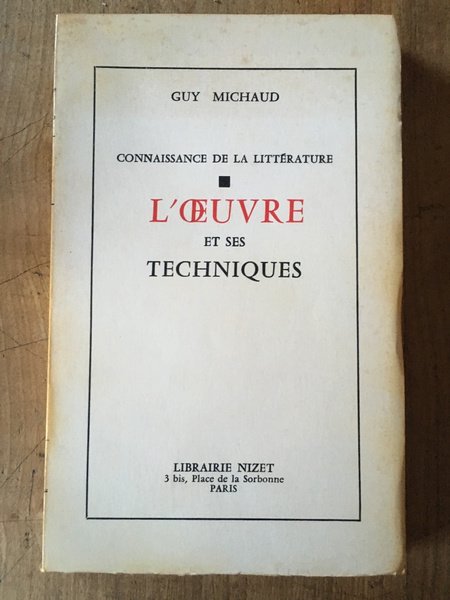 GUY MICHAUD
CONNAISSANCE DE LA LITTÉRATURE
L'ŒUVRE
ET SES
TECHNIQUES
LIBRAIRIE NIZET
3 bis, Place de la Sorbonne
PARIS